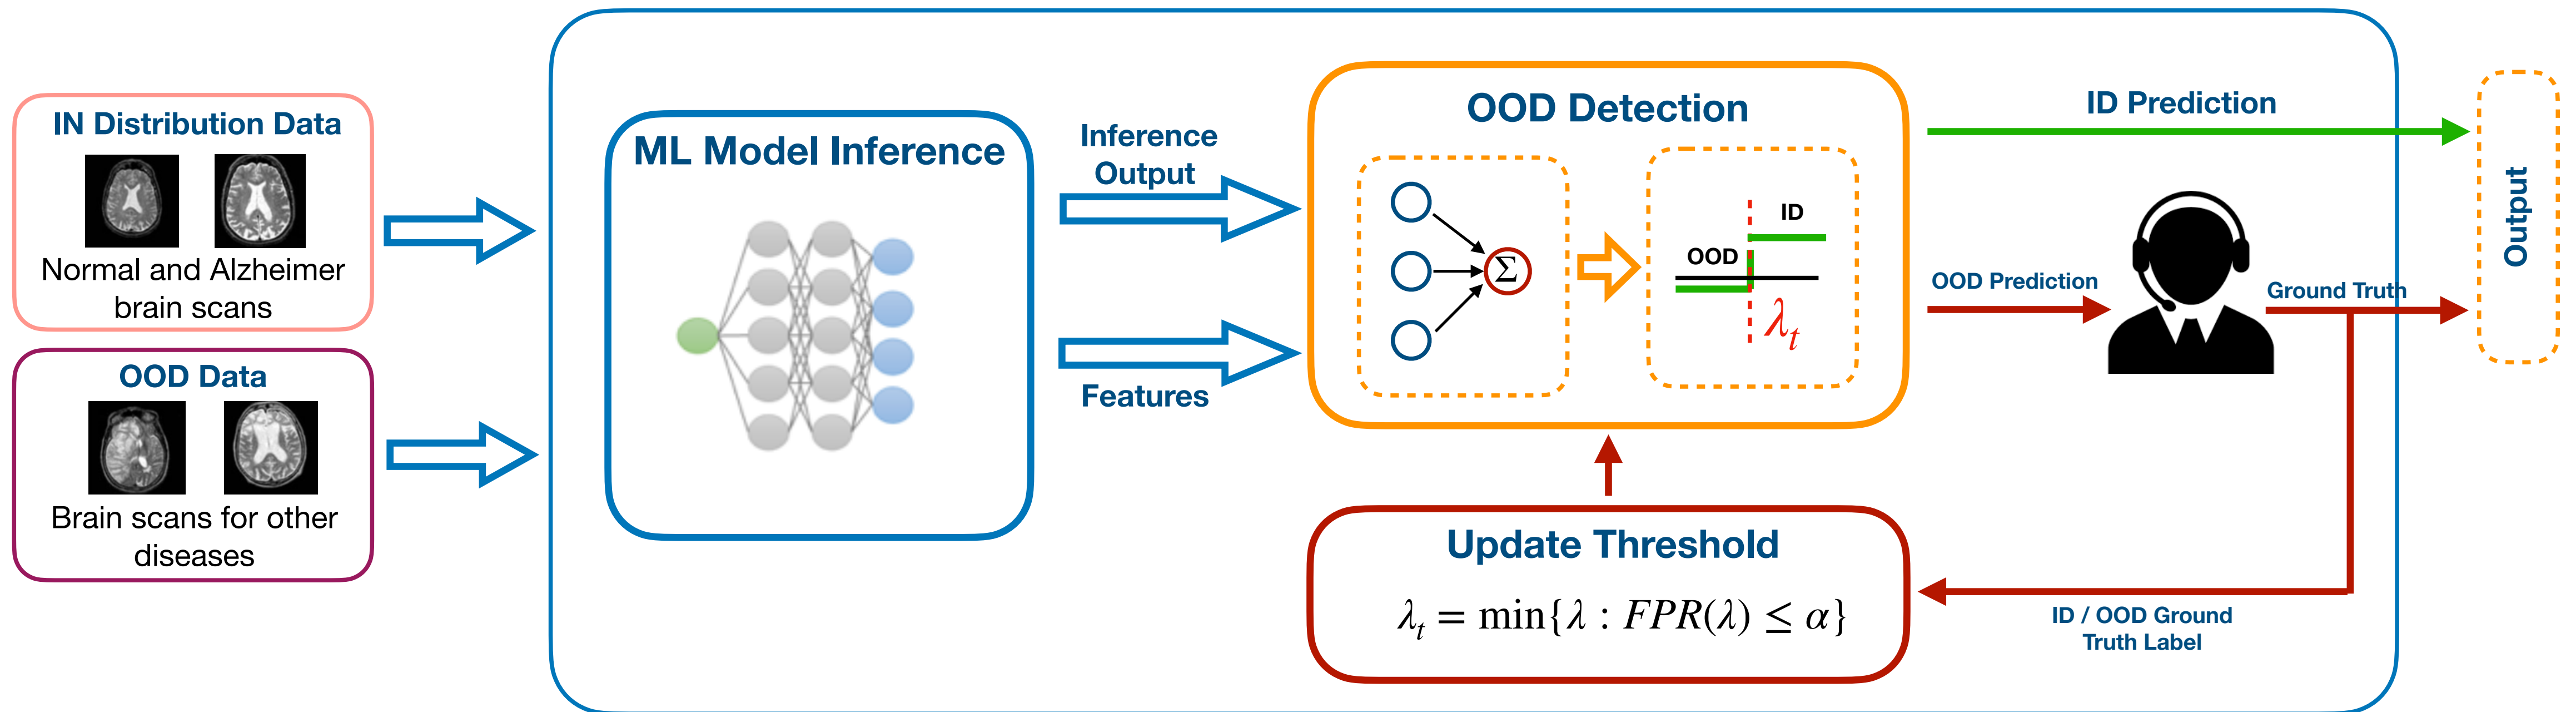 IN Distribution Data
Normal and Alzheimer
brain scans
OOD Data
Brain scans for other
diseases
ML Model Inference
Inference
Output
Features
OOD Detection
Σ
OOD
ID
λt
ID Prediction
OOD Prediction
Ground Truth
Output
Update Threshold
λt = min{λ : FPR(λ) ≤ α}
ID / OOD Ground
Truth Label